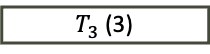 T₃ (3)